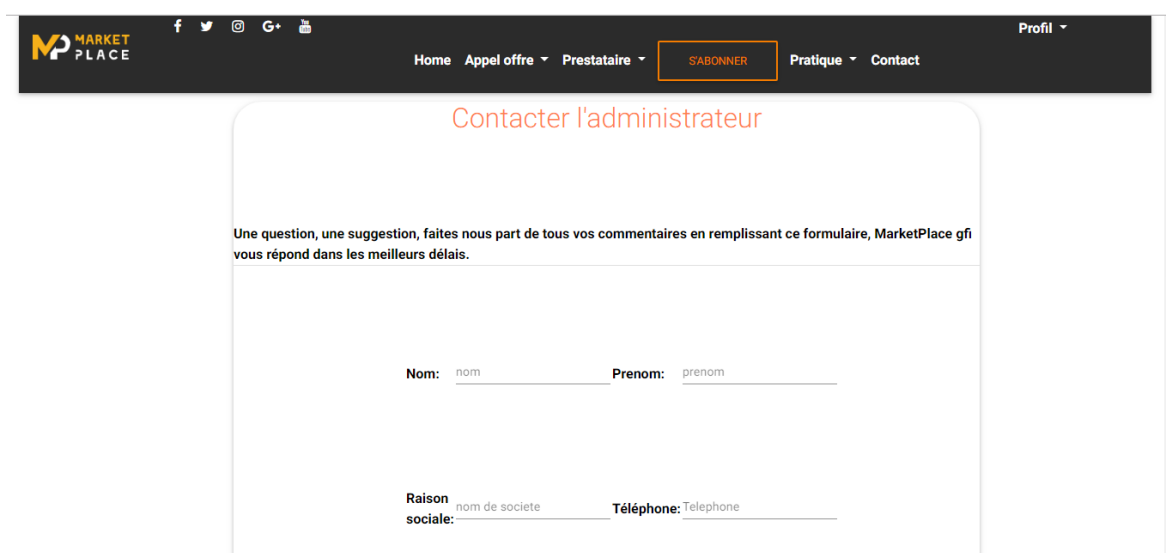 MARKET
PLACE
Profil
Home Appel offre Prestataire S'ABONNER Pratique Contact
Contacter l'administrateur
Une question, une suggestion, faites nous part de tous vos commentaires en remplissant ce formulaire, MarketPlace gfi
vous répond dans les meilleurs délais.
Nom: nom Prenom: prenom
Raison
sociale: nom de societe Téléphone: Telephone